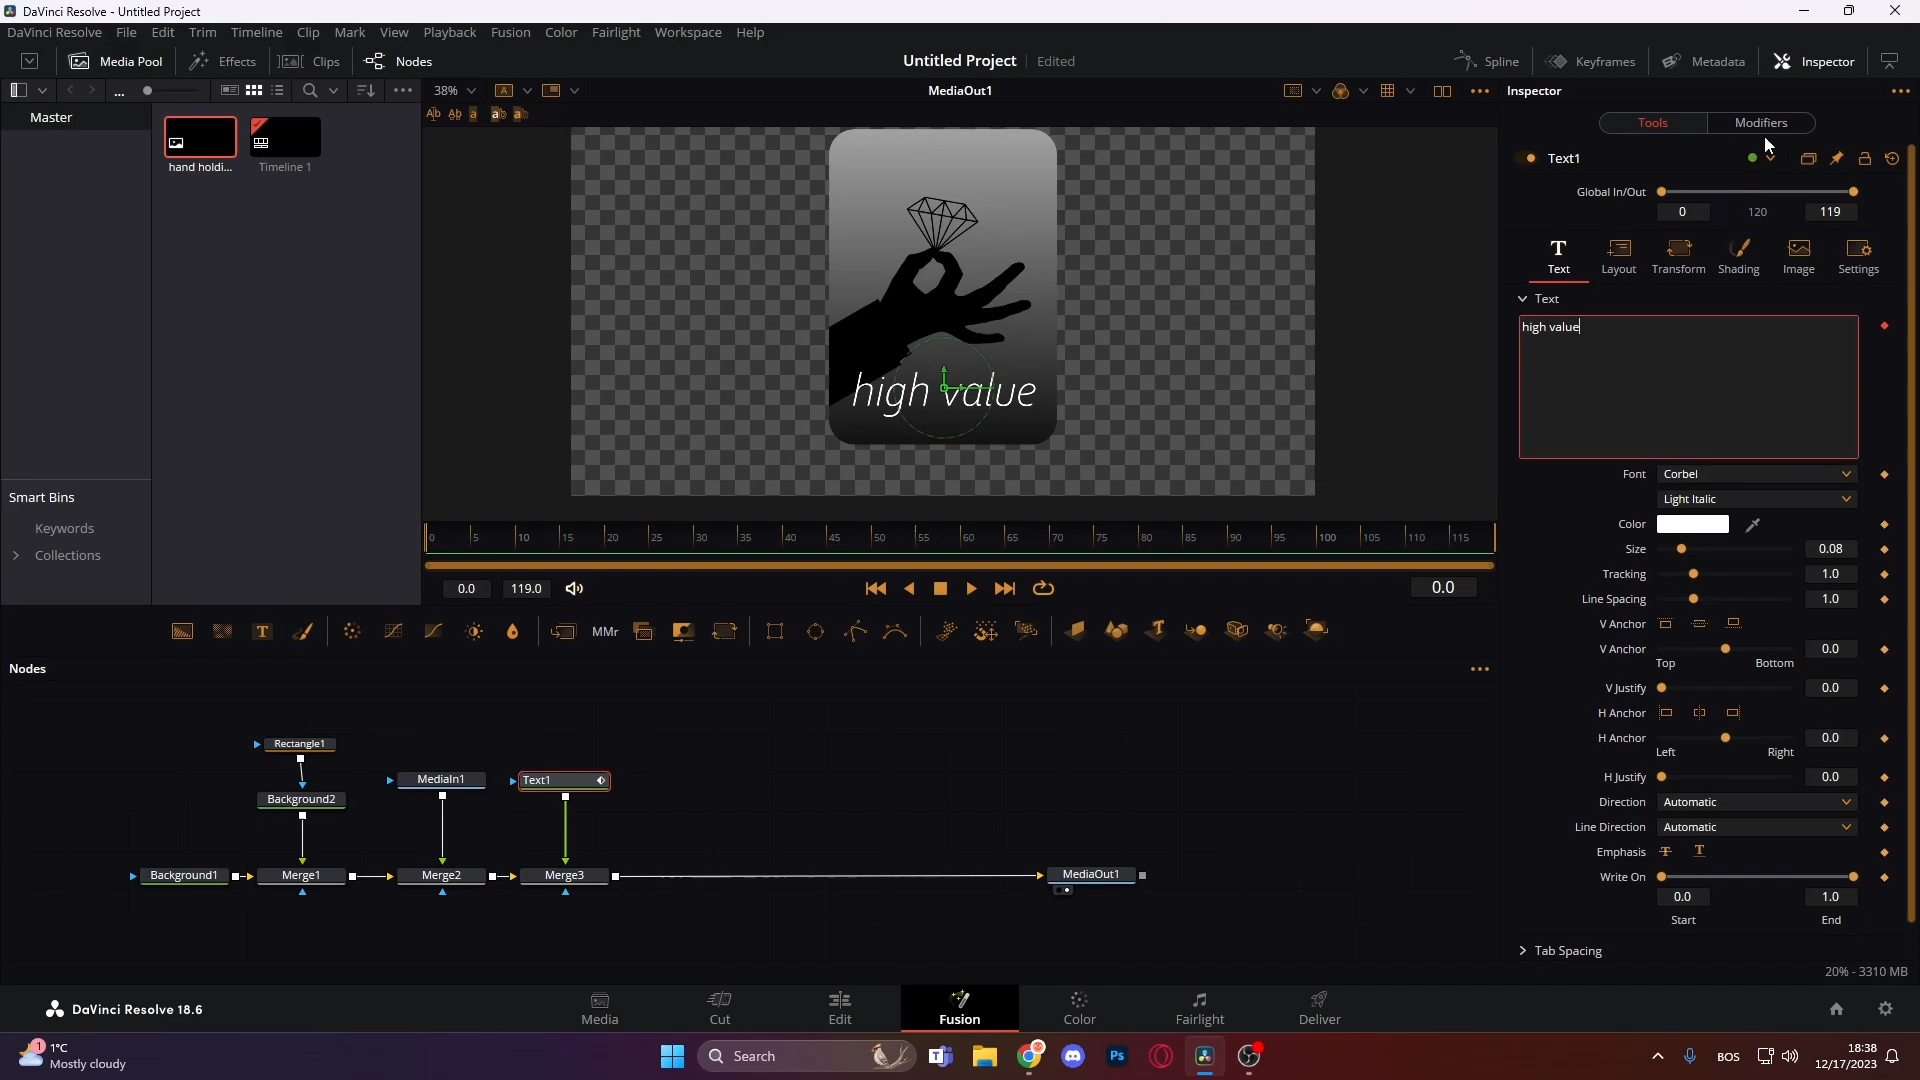 DaVinci Resolve - Untitled Project
DaVinci Resolve File Edit Trim Timeline Clip Mark View Playback Fusion Color Fairlight Workspace Help
Media Pool Effects Clips Nodes Untitled Project Edited Spline Keyframes Metadata Inspector
... 38% A MediaOut1 Inspector
Master
hand holdi... Timeline 1
Tools Modifiers
Text1
Global In/Out
0 120 119
Text Layout Transform Shading Image Settings
Text
high value
high value
Font Corbel
Light Italic
Color
Size 0.08
Tracking 1.0
Line Spacing 1.0
V Anchor
V Anchor 0.0
Top Bottom
V Justify 0.0
H Anchor
H Anchor 0.0
Left Right
H Justify 0.0
Direction Automatic
Line Direction Automatic
Emphasis T T
Write On
0.0 1.0
Start End
Tab Spacing
Smart Bins
Keywords
Collections
0 5 10 15 20 25 30 35 40 45 50 55 60 65 70 75 80 85 90 95 100 105 110 115
0.0 119.0 0.0
MMr
Nodes
Rectangle1
MediaIn1 Text1
Background2
Background1 Merge1 Merge2 Merge3 MediaOut1
20% - 3310 MB
DaVinci Resolve 18.6
Media Cut Edit Fusion Color Fairlight Deliver
1
1°C
Mostly cloudy
Search
Ps
BOS
18:38
12/17/2023